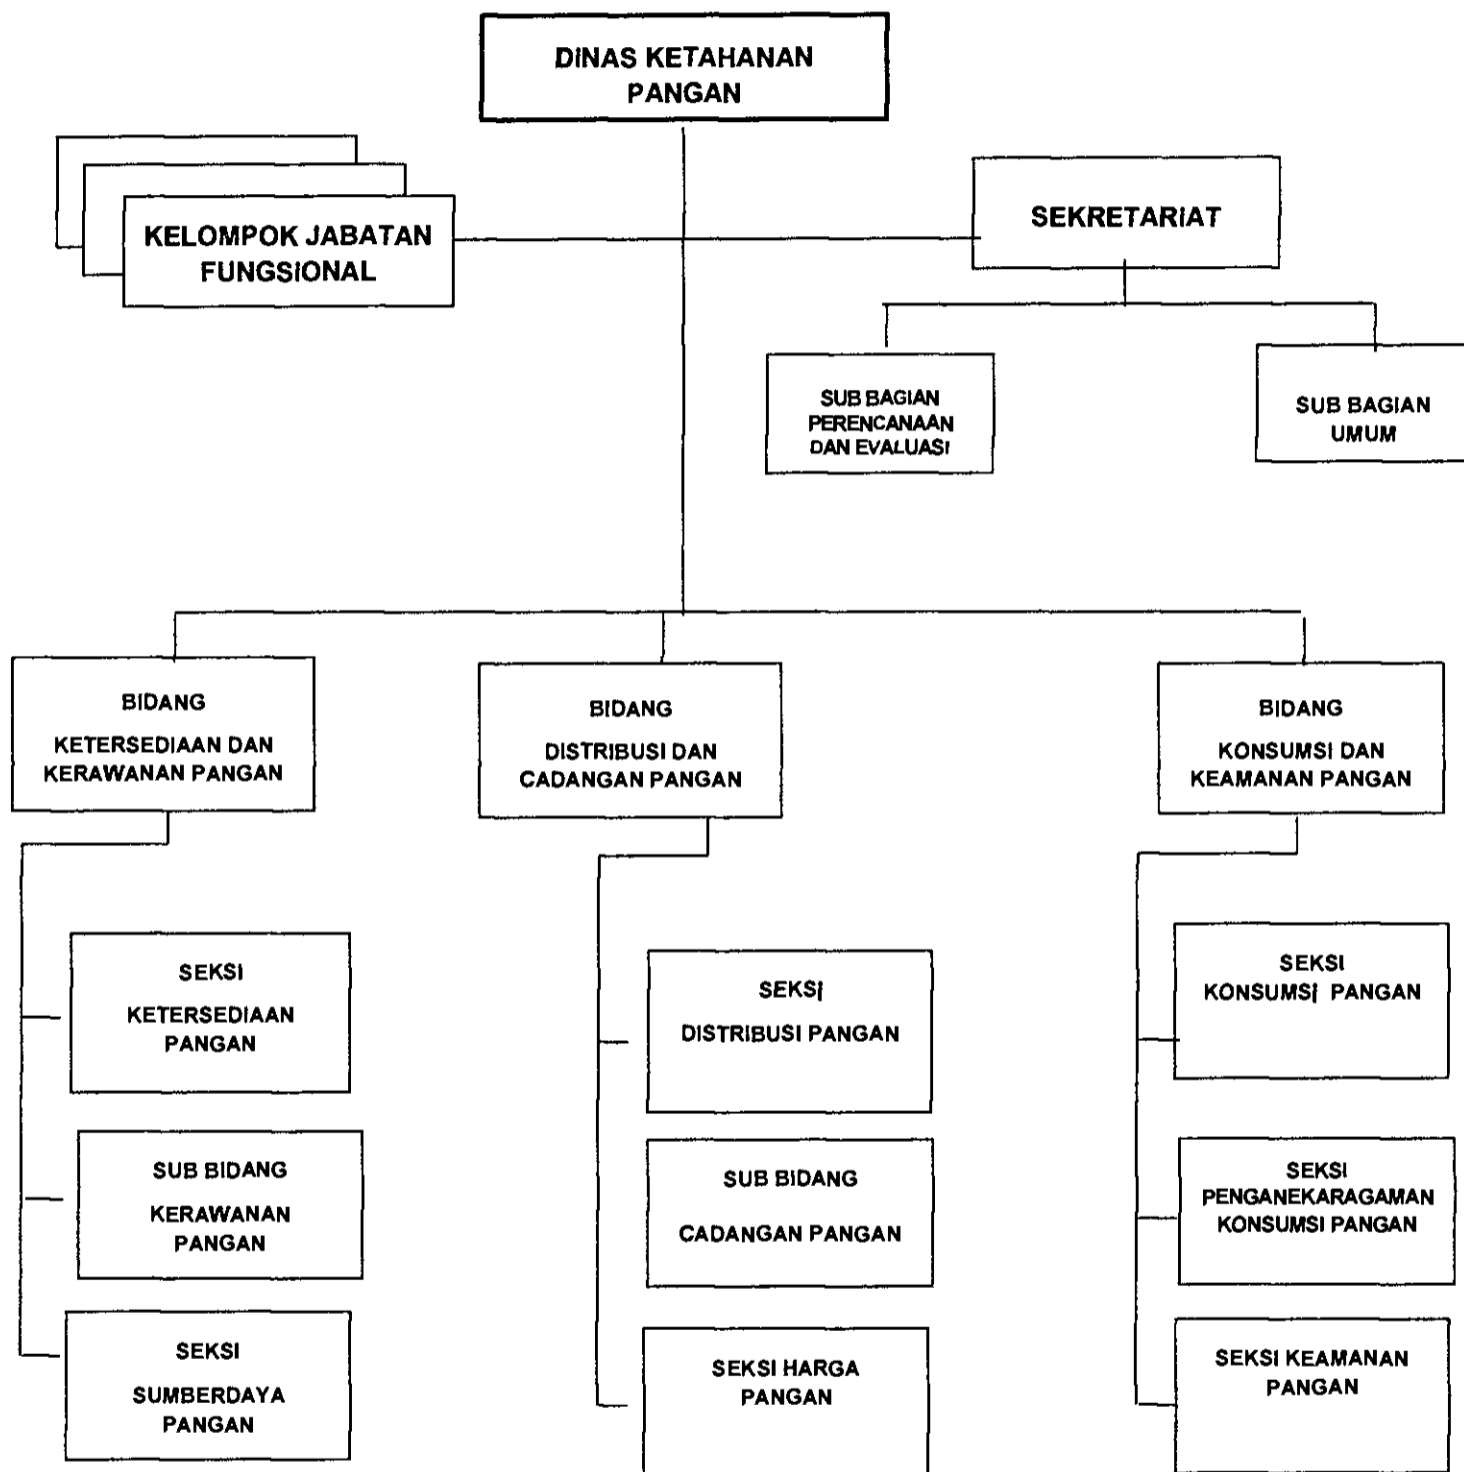 DINAS KETAHANAN
PANGAN
KELOMPOK JABATAN
FUNGSIONAL
SEKRETARIAT
SUB BAGIAN
PERENCANAAN
DAN EVALUASI
SUB BAGIAN
UMUM
BIDANG
KETERSEDIAAN DAN
KERAWANAN PANGAN
BIDANG
DISTRIBUSI DAN
CADANGAN PANGAN
BIDANG
KONSUMSI DAN
KEAMANAN PANGAN
SEKSI
KETERSEDIAAN
PANGAN
SUB BIDANG
KERAWANAN
PANGAN
SEKSI
SUMBERDAYA
PANGAN
SEKSI
DISTRIBUSI PANGAN
SUB BIDANG
CADANGAN PANGAN
SEKSI HARGA
PANGAN
SEKSI
KONSUMSI PANGAN
SEKSI
PENGANEKARAGAMAN
KONSUMSI PANGAN
SEKSI KEAMANAN
PANGAN